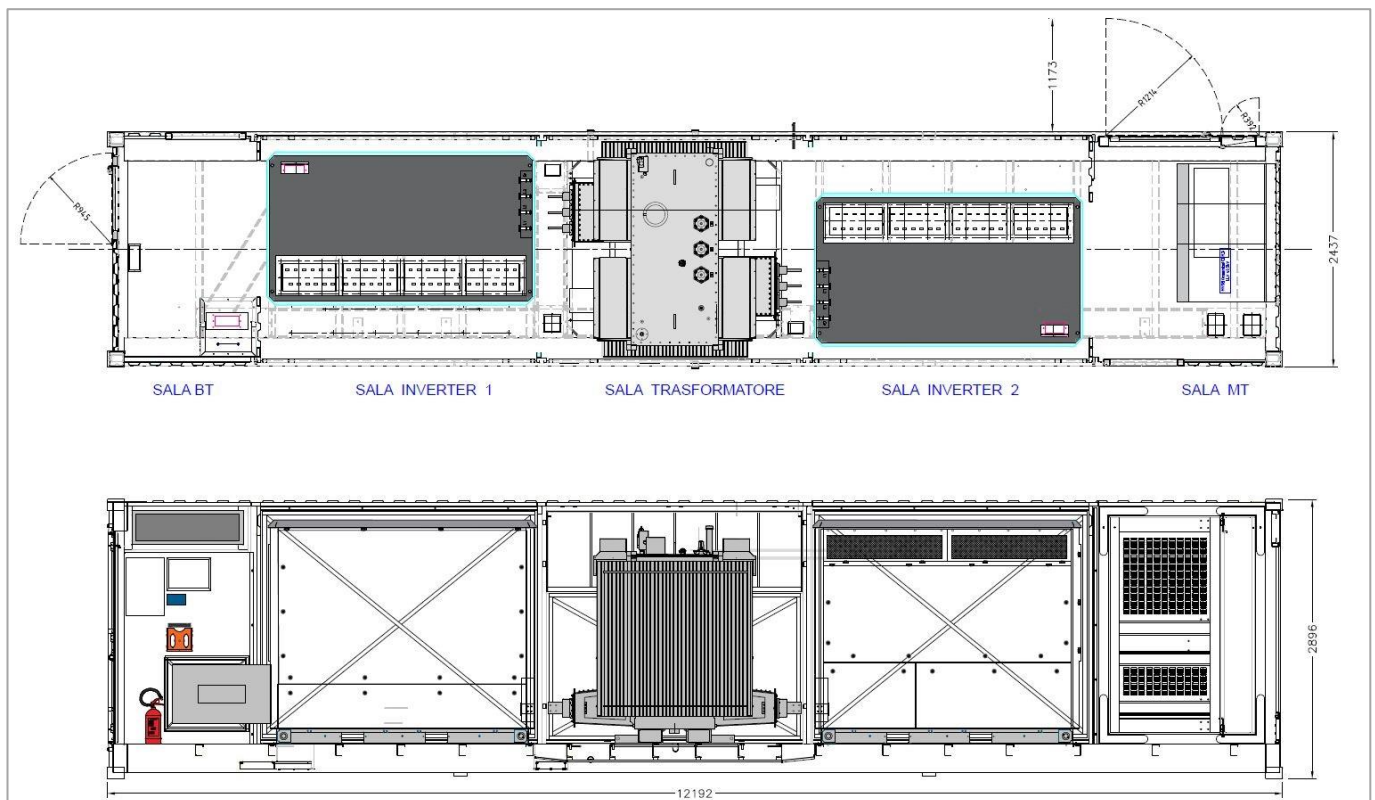 1173
R1214
R392
R945
2437
SALA BT SALA INVERTER 1 SALA TRASFORMATORE SALA INVERTER 2 SALA MT
2896
12192